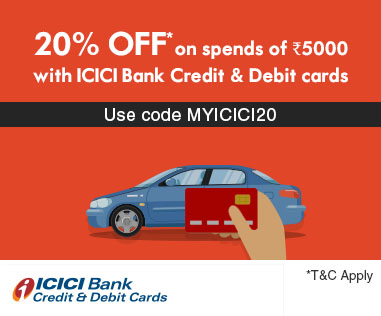 20% OFF* on spends of ₹5000
with ICICI Bank Credit & Debit cards
Use code MYICICI20
ICICI Bank
Credit & Debit Cards
*T&C Apply